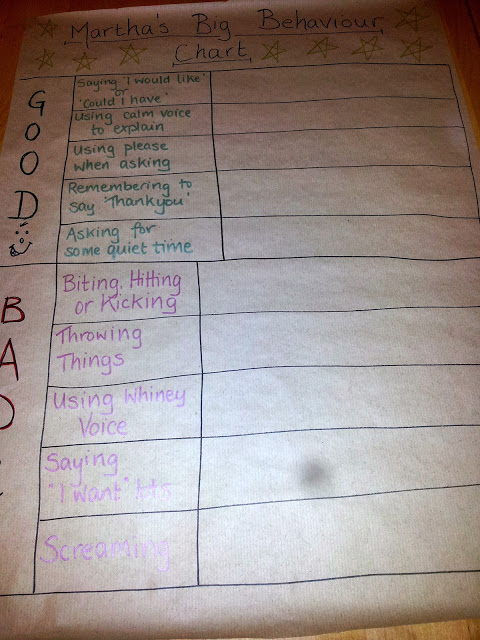 Martha's Big Behaviour
Chart
GOOD
Saying 'I would like'
or
'Could i have'
Using calm voice
to explain
Using please
when asking
Remembering to
say 'Thankyou'
Asking for
some quiet time
BAD
Biting, Hitting
or Kicking
Throwing
Things
Using Whiney
Voice
Saying
"I want"
Screaming